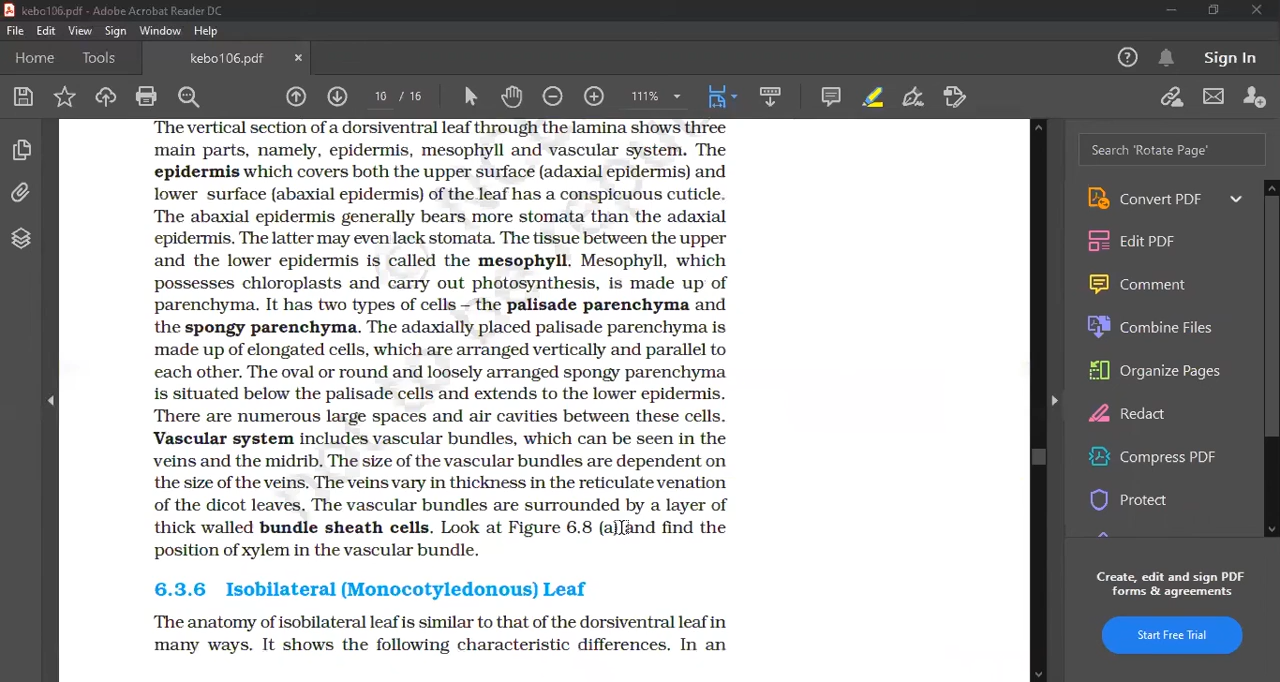 kebo106.pdf - Adobe Acrobat Reader DC
File Edit View Sign Window Help
Home Tools kebo106.pdf × Sign In
10 / 16 111%
The vertical section of a dorsiventral leaf through the lamina shows three
main parts, namely, epidermis, mesophyll and vascular system. The
epidermis which covers both the upper surface (adaxial epidermis) and
lower surface (abaxial epidermis) of the leaf has a conspicuous cuticle.
The abaxial epidermis generally bears more stomata than the adaxial
epidermis. The latter may even lack stomata. The tissue between the upper
and the lower epidermis is called the mesophyll. Mesophyll, which
possesses chloroplasts and carry out photosynthesis, is made up of
parenchyma. It has two types of cells – the palisade parenchyma and
the spongy parenchyma. The adaxially placed palisade parenchyma is
made up of elongated cells, which are arranged vertically and parallel to
each other. The oval or round and loosely arranged spongy parenchyma
is situated below the palisade cells and extends to the lower epidermis.
There are numerous large spaces and air cavities between these cells.
Vascular system includes vascular bundles, which can be seen in the
veins and the midrib. The size of the vascular bundles are dependent on
the size of the veins. The veins vary in thickness in the reticulate venation
of the dicot leaves. The vascular bundles are surrounded by a layer of
thick walled bundle sheath cells. Look at Figure 6.8 (a) and find the
position of xylem in the vascular bundle.
6.3.6 Isobilateral (Monocotyledonous) Leaf
The anatomy of isobilateral leaf is similar to that of the dorsiventral leaf in
many ways. It shows the following characteristic differences. In an
Search 'Rotate Page'
Convert PDF
Edit PDF
Comment
Combine Files
Organize Pages
Redact
Compress PDF
Protect
Create, edit and sign PDF
forms & agreements
Start Free Trial